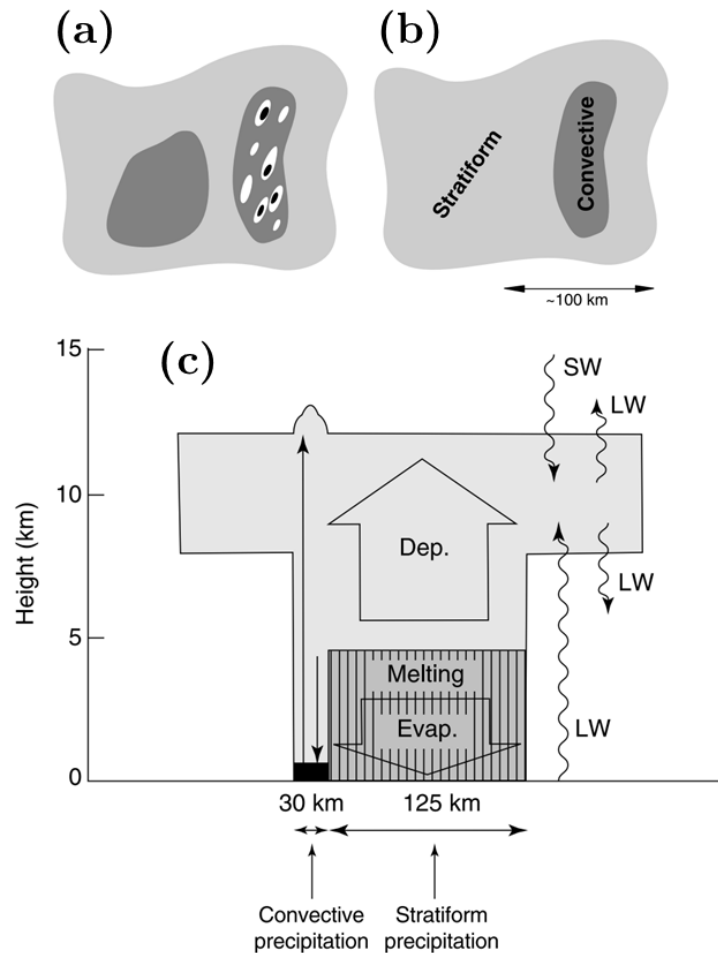 (a)
(b)
Stratiform
Convective
~100 km
(c)
15
10
5
0
Height (km)
SW
LW
LW
LW
Dep.
Melting
Evap.
30 km
125 km
Convective
precipitation
Stratiform
precipitation